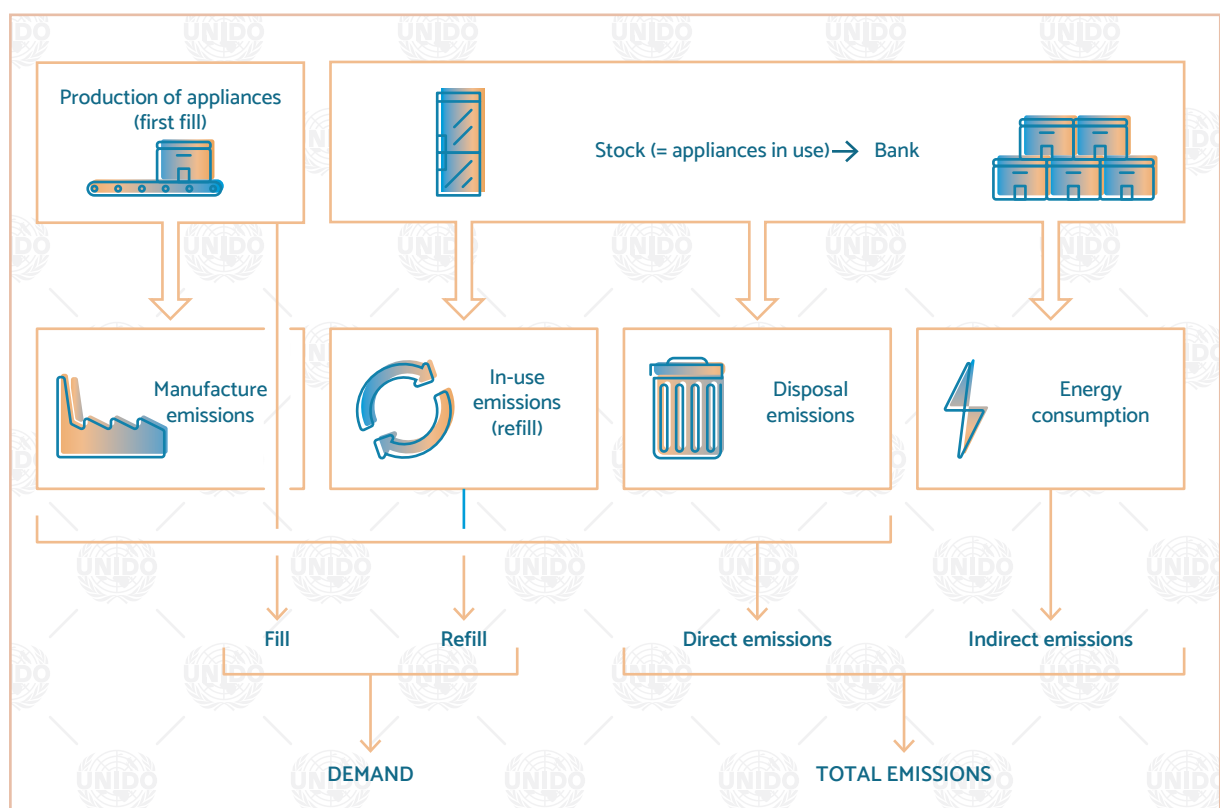 Production of appliances
(first fill)
Stock (= appliances in use) → Bank
Manufacture
emissions
In-use
emissions
(refill)
Disposal
emissions
Energy
consumption
Fill
Refill
Direct emissions
Indirect emissions
DEMAND
TOTAL EMISSIONS
UNIDO